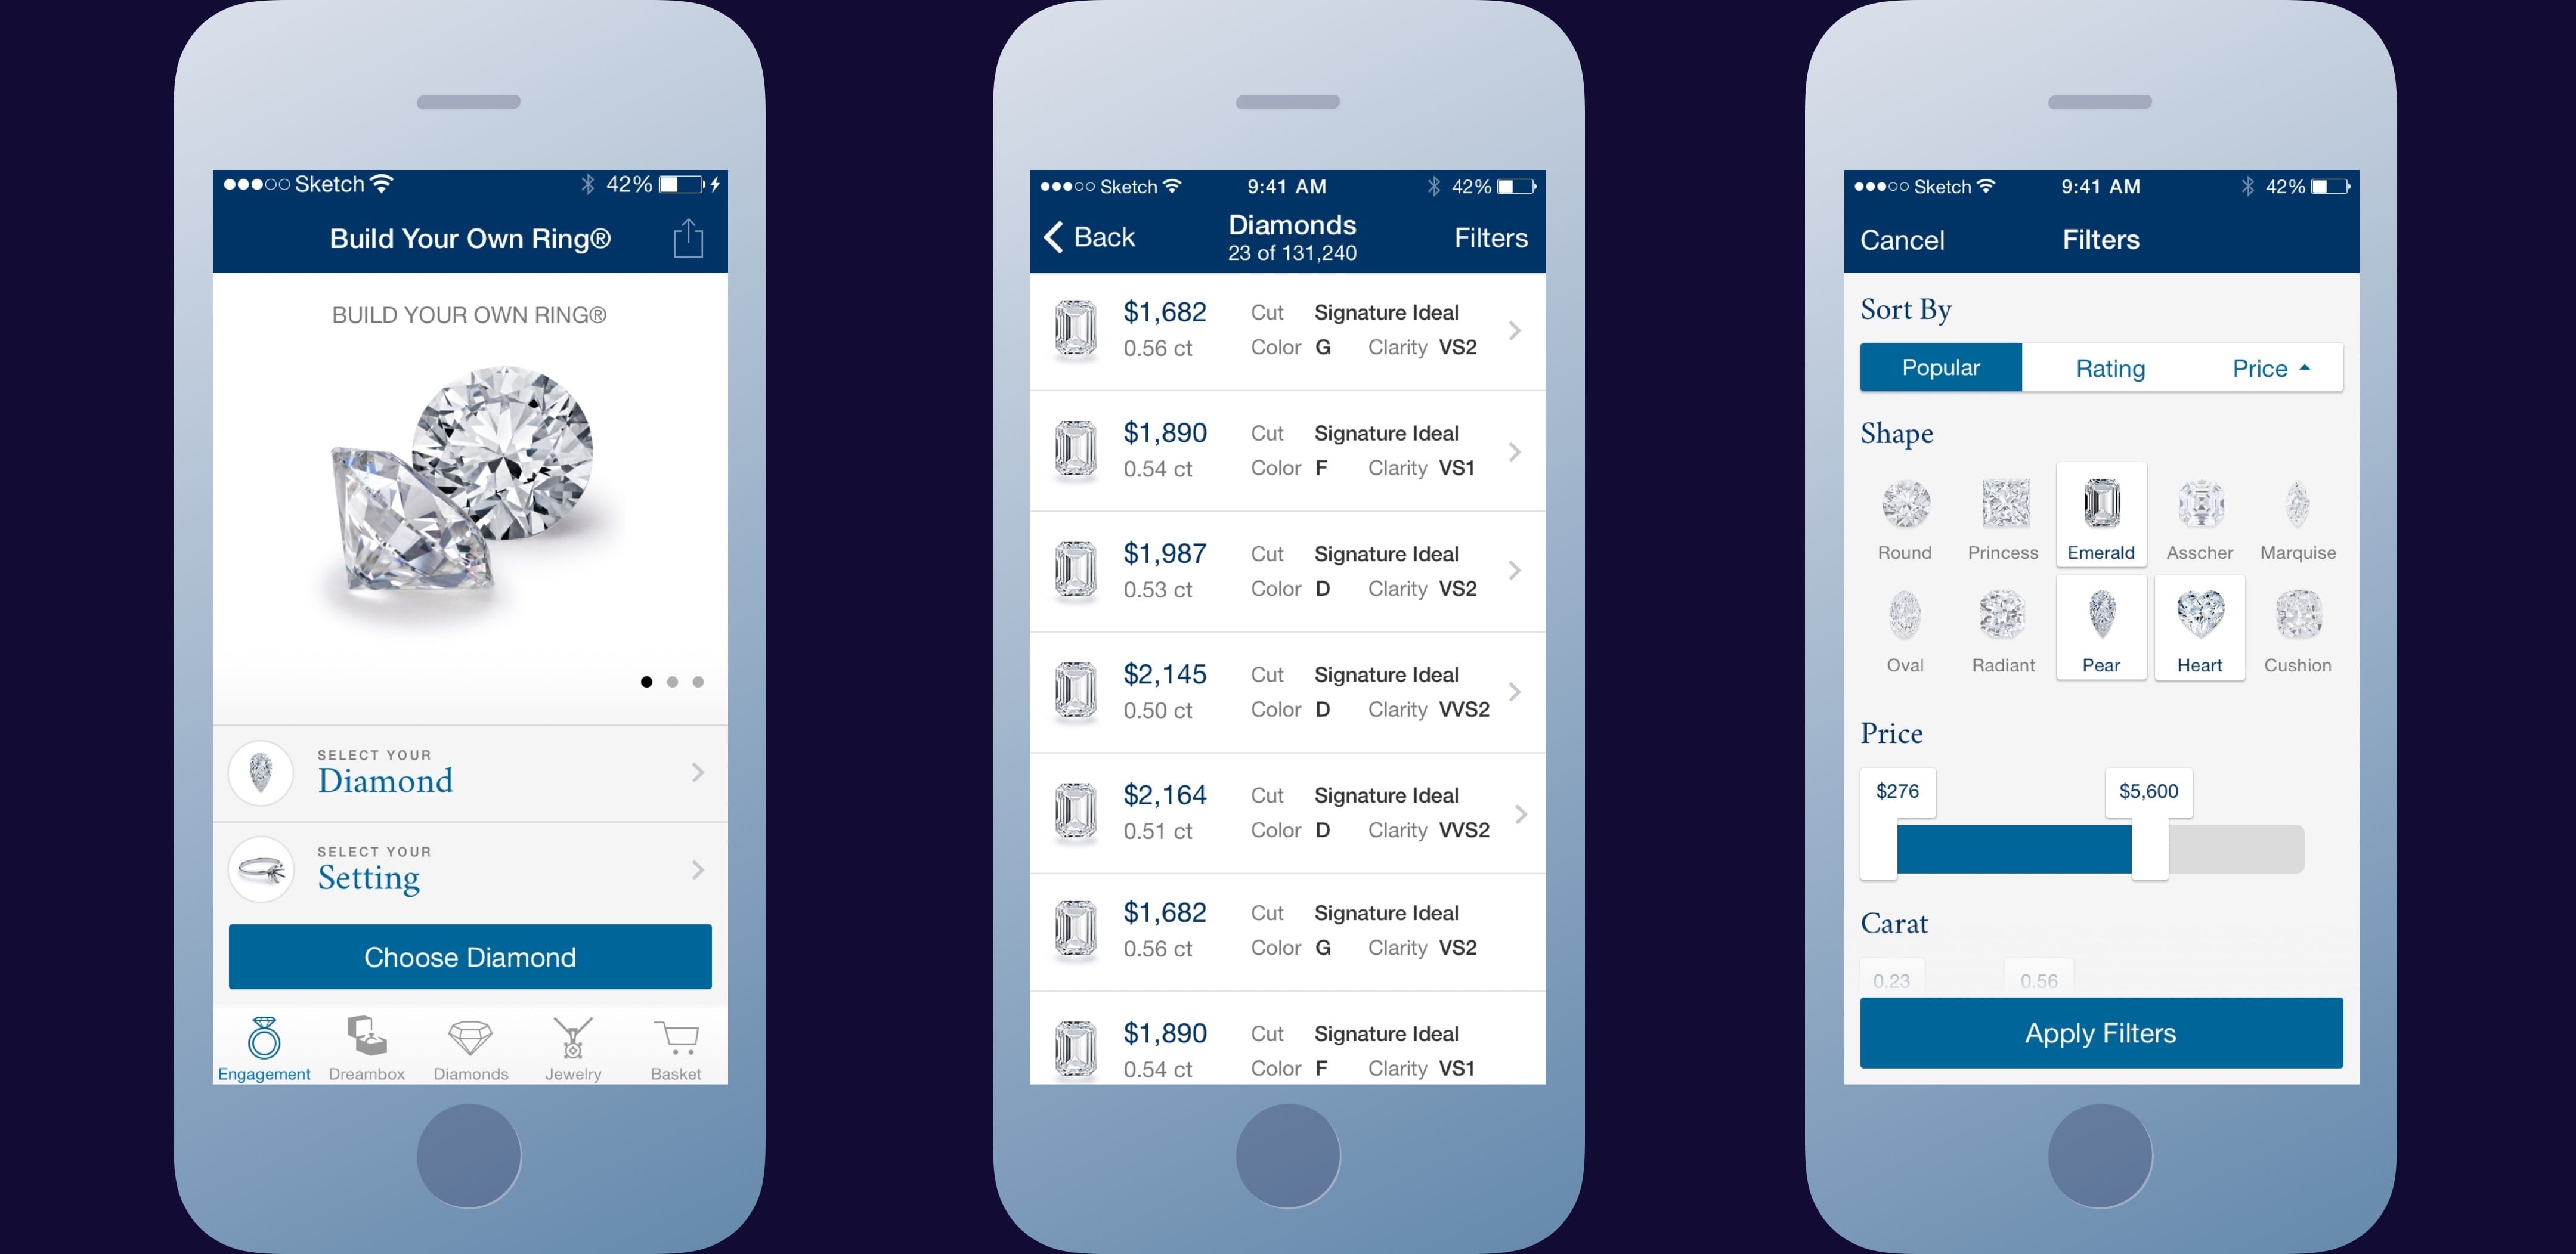 Sketch 42%
Build Your Own Ring®
BUILD YOUR OWN RING®
SELECT YOUR
Diamond
SELECT YOUR
Setting
Choose Diamond
Engagement Dreambox Diamonds Jewelry Basket
Sketch 9:41 AM 42%
Back Diamonds Filters
23 of 131,240
$1,682 Cut Signature Ideal
0.56 ct Color G Clarity VS2
$1,890 Cut Signature Ideal
0.54 ct Color F Clarity VS1
$1,987 Cut Signature Ideal
0.53 ct Color D Clarity VS2
$2,145 Cut Signature Ideal
0.50 ct Color D Clarity VVS2
$2,164 Cut Signature Ideal
0.51 ct Color D Clarity VVS2
$1,682 Cut Signature Ideal
0.56 ct Color G Clarity VS2
$1,890 Cut Signature Ideal
0.54 ct Color F Clarity VS1
Sketch 9:41 AM 42%
Cancel Filters
Sort By
Popular Rating Price
Shape
Round Princess Emerald Asscher Marquise
Oval Radiant Pear Heart Cushion
Price
$276 $5,600
Carat
0.23 0.56
Apply Filters